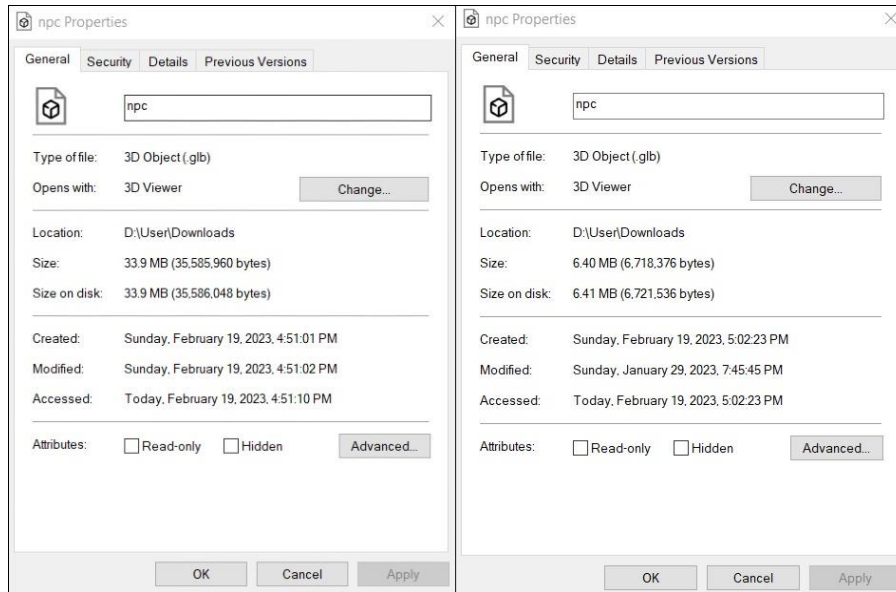 npc Properties
General Security Details Previous Versions
npc
Type of file: 3D Object (.glb)
Opens with: 3D Viewer Change...
Location: D:\User\Downloads
Size: 33.9 MB (35,585,960 bytes)
Size on disk: 33.9 MB (35,586,048 bytes)
Created: Sunday, February 19, 2023, 4:51:01 PM
Modified: Sunday, February 19, 2023, 4:51:02 PM
Accessed: Today, February 19, 2023, 4:51:10 PM
Attributes: Read-only Hidden Advanced...
OK Cancel Apply
npc Properties
General Security Details Previous Versions
npc
Type of file: 3D Object (.glb)
Opens with: 3D Viewer Change...
Location: D:\User\Downloads
Size: 6.40 MB (6,718,376 bytes)
Size on disk: 6.41 MB (6,721,536 bytes)
Created: Sunday, February 19, 2023, 5:02:23 PM
Modified: Sunday, January 29, 2023, 7:45:45 PM
Accessed: Today, February 19, 2023, 5:02:23 PM
Attributes: Read-only Hidden Advanced...
OK Cancel Apply